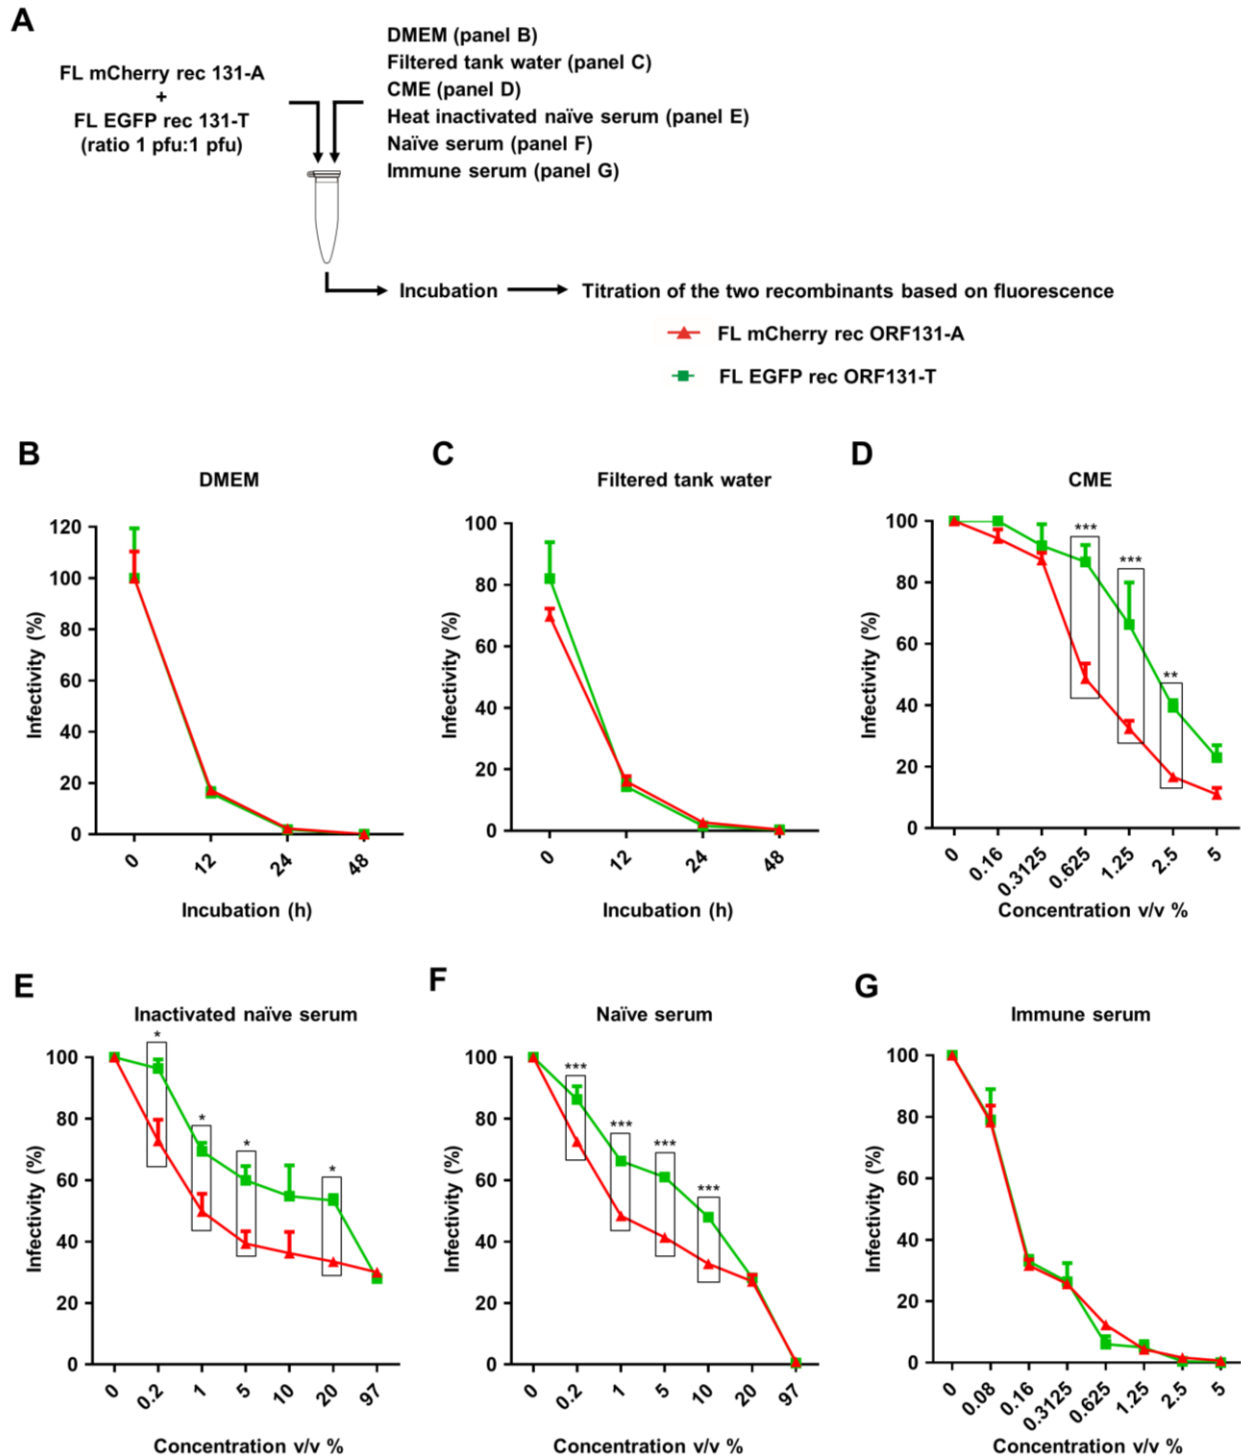 A
FL mCherry rec 131-A
+
FL EGFP rec 131-T
(ratio 1 pfu:1 pfu)
DMEM (panel B)
Filtered tank water (panel C)
CME (panel D)
Heat inactivated naïve serum (panel E)
Naïve serum (panel F)
Immune serum (panel G)
Incubation
Titration of the two recombinants based on fluorescence
FL mCherry rec ORF131-A
FL EGFP rec ORF131-T
B
DMEM
Infectivity (%)
120
100
80
60
40
20
0
0
12
24
48
Incubation (h)
C
Filtered tank water
Infectivity (%)
100
80
60
40
20
0
0
12
24
48
Incubation (h)
D
CME
Infectivity (%)
100
80
60
40
20
0
***
***
**
0
0.16
0.3125
0.625
1.25
2.5
5
Concentration v/v %
E
Inactivated naïve serum
Infectivity (%)
100
80
60
40
20
0
*
*
*
*
0
0.2
1
5
10
20
97
Concentration v/v %
F
Naïve serum
Infectivity (%)
100
80
60
40
20
0
***
***
***
***
0
0.2
1
5
10
20
97
Concentration v/v %
G
Immune serum
Infectivity (%)
100
80
60
40
20
0
0
0.08
0.16
0.3125
0.625
1.25
2.5
5
Concentration v/v %